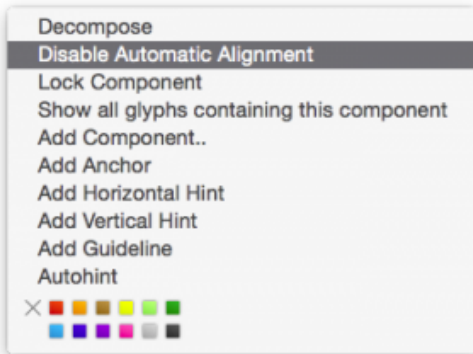 Decompose
Disable Automatic Alignment
Lock Component
Show all glyphs containing this component
Add Component..
Add Anchor
Add Horizontal Hint
Add Vertical Hint
Add Guideline
Autohint